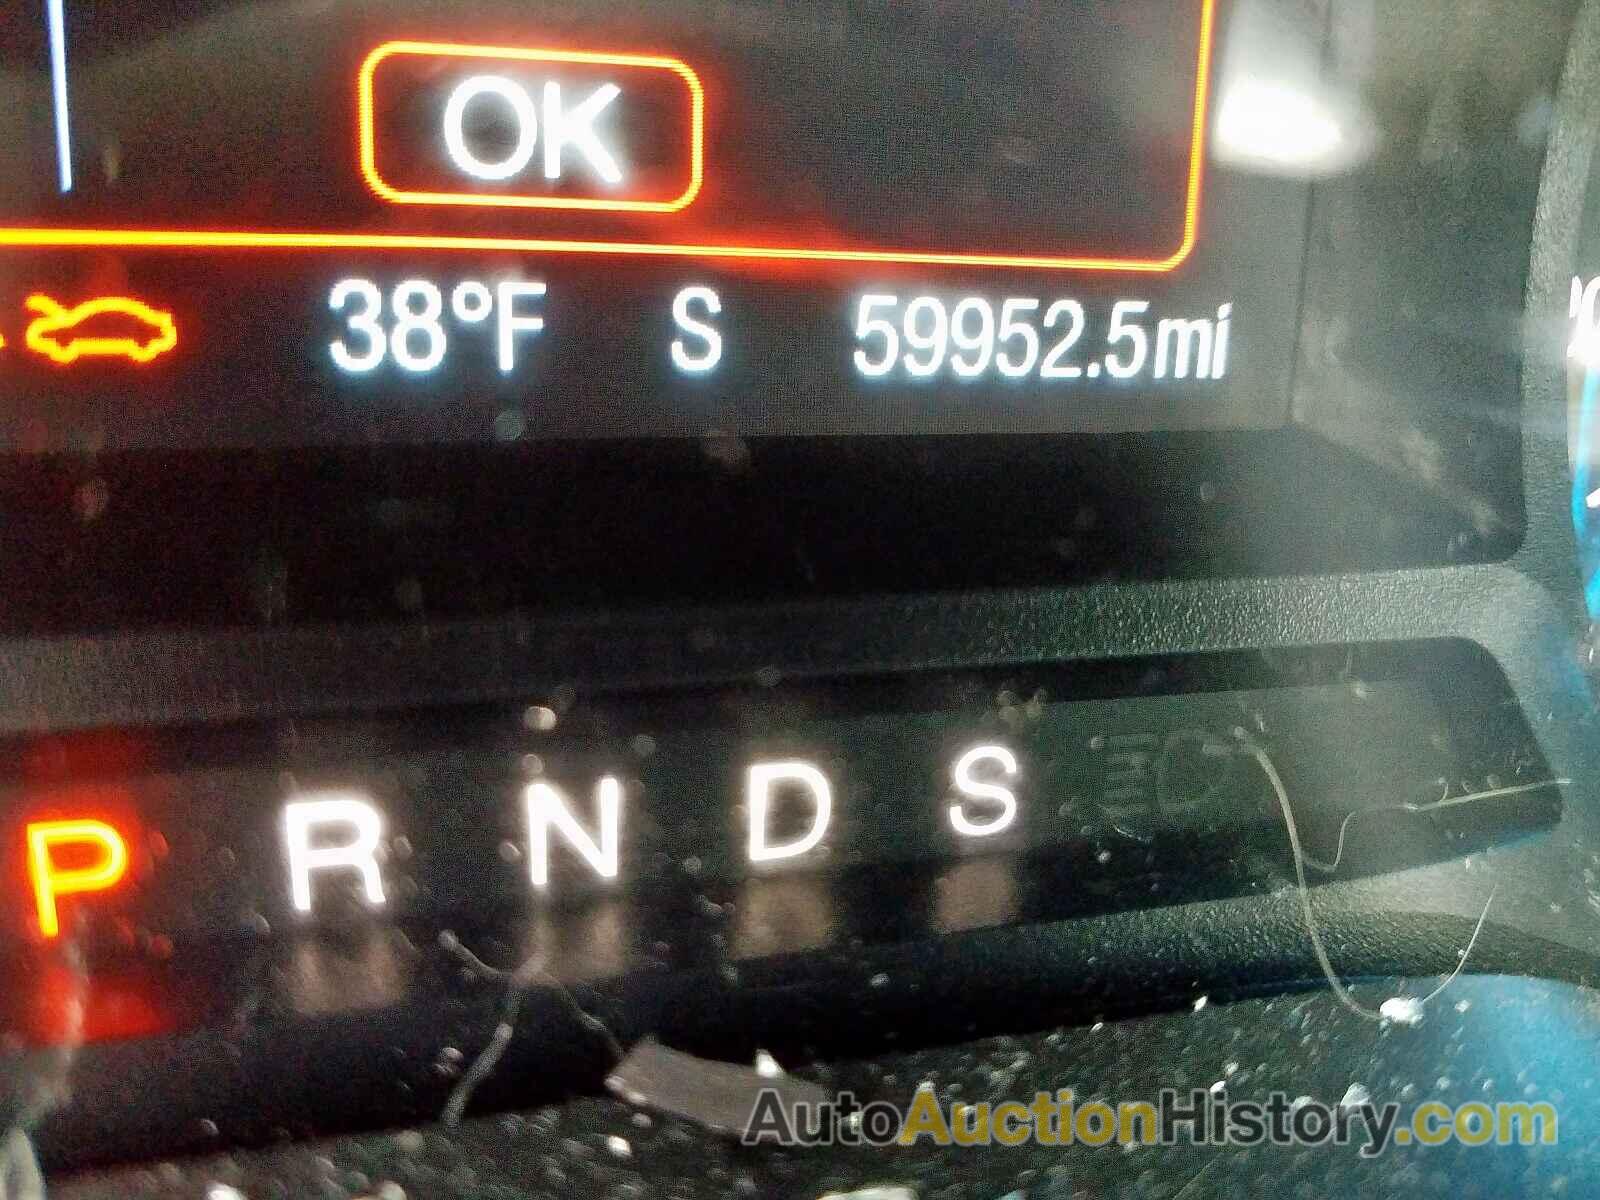 OK
38°F S 59952.5mi
P R N D S
AutoAuctionHistory.com